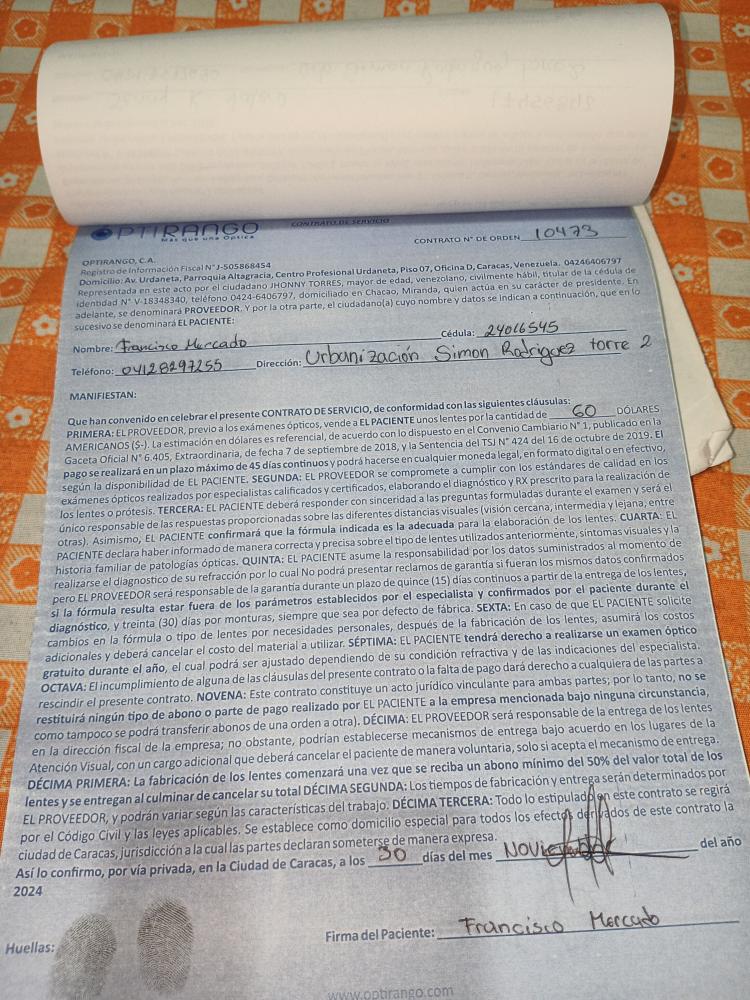 OPTIRANGO
Más que una Óptica
CONTRATO DE SERVICIO
CONTRATO N° DE ORDEN 10473
OPTIRANGO, C.A.
Registro de Información Fiscal N°J-505868454
Domicilio: Av. Urdaneta, Parroquia Altagracia, Centro Profesional Urdaneta, Piso 07, Oficina D, Caracas, Venezuela. 04246406797
Representada en este acto por el ciudadano JHONNY TORRES, mayor de edad, venezolano, civilmente hábil, titular de la cédula de
identidad N° V-18348340, teléfono 0424-6406797, domiciliado en Chacao, Miranda, quien actúa en su carácter de presidente. En
adelante, se denominará PROVEEDOR. Y por la otra parte, el ciudadano(a) cuyo nombre y datos se indican a continuación, que en lo
sucesivo se denominará EL PACIENTE:
Nombre: Francisco Mercado Cédula: 24016545
Teléfono: 04128297255 Dirección: Urbanización Simon Rodriguez torre 2
MANIFIESTAN:
Que han convenido en celebrar el presente CONTRATO DE SERVICIO, de conformidad con las siguientes cláusulas:
PRIMERA: EL PROVEEDOR, previo a los exámenes ópticos, vende a EL PACIENTE unos lentes por la cantidad de 60 DÓLARES
AMERICANOS ($-). La estimación en dólares es referencial, de acuerdo con lo dispuesto en el Convenio Cambiario N° 1, publicado en la
Gaceta Oficial N° 6.405, Extraordinaria, de fecha 7 de septiembre de 2018, y la Sentencia del TSJ N° 424 del 16 de octubre de 2019. El
pago se realizará en un plazo máximo de 45 días continuos y podrá hacerse en cualquier moneda legal, en formato digital o en efectivo,
según la disponibilidad de EL PACIENTE. SEGUNDA: EL PROVEEDOR se compromete a cumplir con los estándares de calidad en los
exámenes ópticos realizados por especialistas calificados y certificados, elaborando el diagnóstico y RX prescrito para la realización de
los lentes o prótesis. TERCERA: EL PACIENTE deberá responder con sinceridad a las preguntas formuladas durante el examen y será el
único responsable de las respuestas proporcionadas sobre las diferentes distancias visuales (visión cercana, intermedia y lejana, entre
otras). Asimismo, EL PACIENTE confirmará que la fórmula indicada es la adecuada para la elaboración de los lentes. CUARTA: EL
PACIENTE declara haber informado de manera correcta y precisa sobre el tipo de lentes utilizados anteriormente, síntomas visuales y la
historia familiar de patologías ópticas. QUINTA: EL PACIENTE asume la responsabilidad por los datos suministrados al momento de
realizarse el diagnostico de su refracción por lo cual No podrá presentar reclamos de garantía si fueran los mismos datos confirmados
pero EL PROVEEDOR será responsable de la garantía durante un plazo de quince (15) días continuos a partir de la entrega de los lentes,
si la fórmula resulta estar fuera de los parámetros establecidos por el especialista y confirmados por el paciente durante el
diagnóstico, y treinta (30) días por monturas, siempre que sea por defecto de fábrica. SEXTA: En caso de que EL PACIENTE solicite
cambios en la fórmula o tipo de lentes por necesidades personales, después de la fabricación de los lentes, asumirá los costos
adicionales y deberá cancelar el costo del material a utilizar. SÉPTIMA: EL PACIENTE tendrá derecho a realizarse un examen óptico
gratuito durante el año, el cual podrá ser ajustado dependiendo de su condición refractiva y de las indicaciones del especialista.
OCTAVA: El incumplimiento de alguna de las cláusulas del presente contrato o la falta de pago dará derecho a cualquiera de las partes a
rescindir el presente contrato. NOVENA: Este contrato constituye un acto jurídico vinculante para ambas partes; por lo tanto, no se
restituirá ningún tipo de abono o parte de pago realizado por EL PACIENTE a la empresa mencionada bajo ninguna circunstancia,
como tampoco se podrá transferir abonos de una orden a otra). DÉCIMA: EL PROVEEDOR será responsable de la entrega de los lentes
en la dirección fiscal de la empresa; no obstante, podrían establecerse mecanismos de entrega bajo acuerdo en los lugares de la
Atención Visual, con un cargo adicional que deberá cancelar el paciente de manera voluntaria, solo si acepta el mecanismo de entrega.
DÉCIMA PRIMERA: La fabricación de los lentes comenzará una vez que se reciba un abono mínimo del 50% del valor total de los
lentes y se entregan al culminar de cancelar su total DÉCIMA SEGUNDA: Los tiempos de fabricación y entrega serán determinados por
EL PROVEEDOR, y podrán variar según las características del trabajo. DÉCIMA TERCERA: Todo lo estipulado en este contrato se regirá
por el Código Civil y las leyes aplicables. Se establece como domicilio especial para todos los efectos derivados de este contrato la
ciudad de Caracas, jurisdicción a la cual las partes declaran someterse de manera expresa.
Así lo confirmo, por vía privada, en la Ciudad de Caracas, a los 30 días del mes del año
2024
Huellas:
Firma del Paciente: Francisco Mercado
www.optirango.com